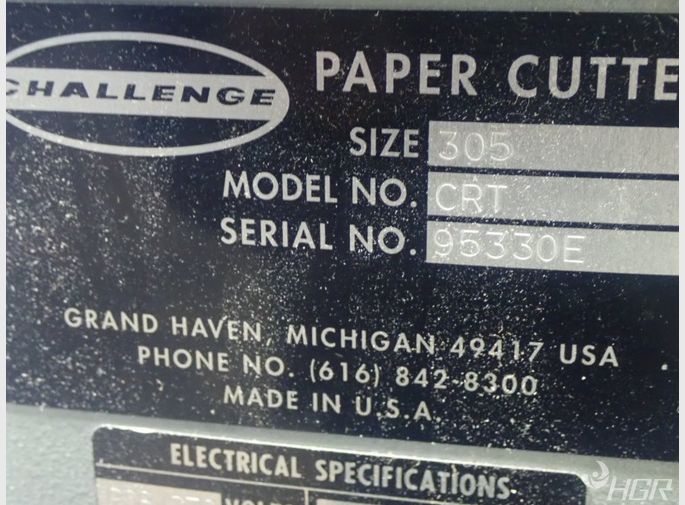 CHALLENGE
PAPER CUTTE
SIZE 305
MODEL NO. CRT
SERIAL NO. 95330E
GRAND HAVEN, MICHIGAN 49417 USA
PHONE NO. (616) 842-8300
MADE IN U.S.A.
ELECTRICAL SPECIFICATIONS
HGR